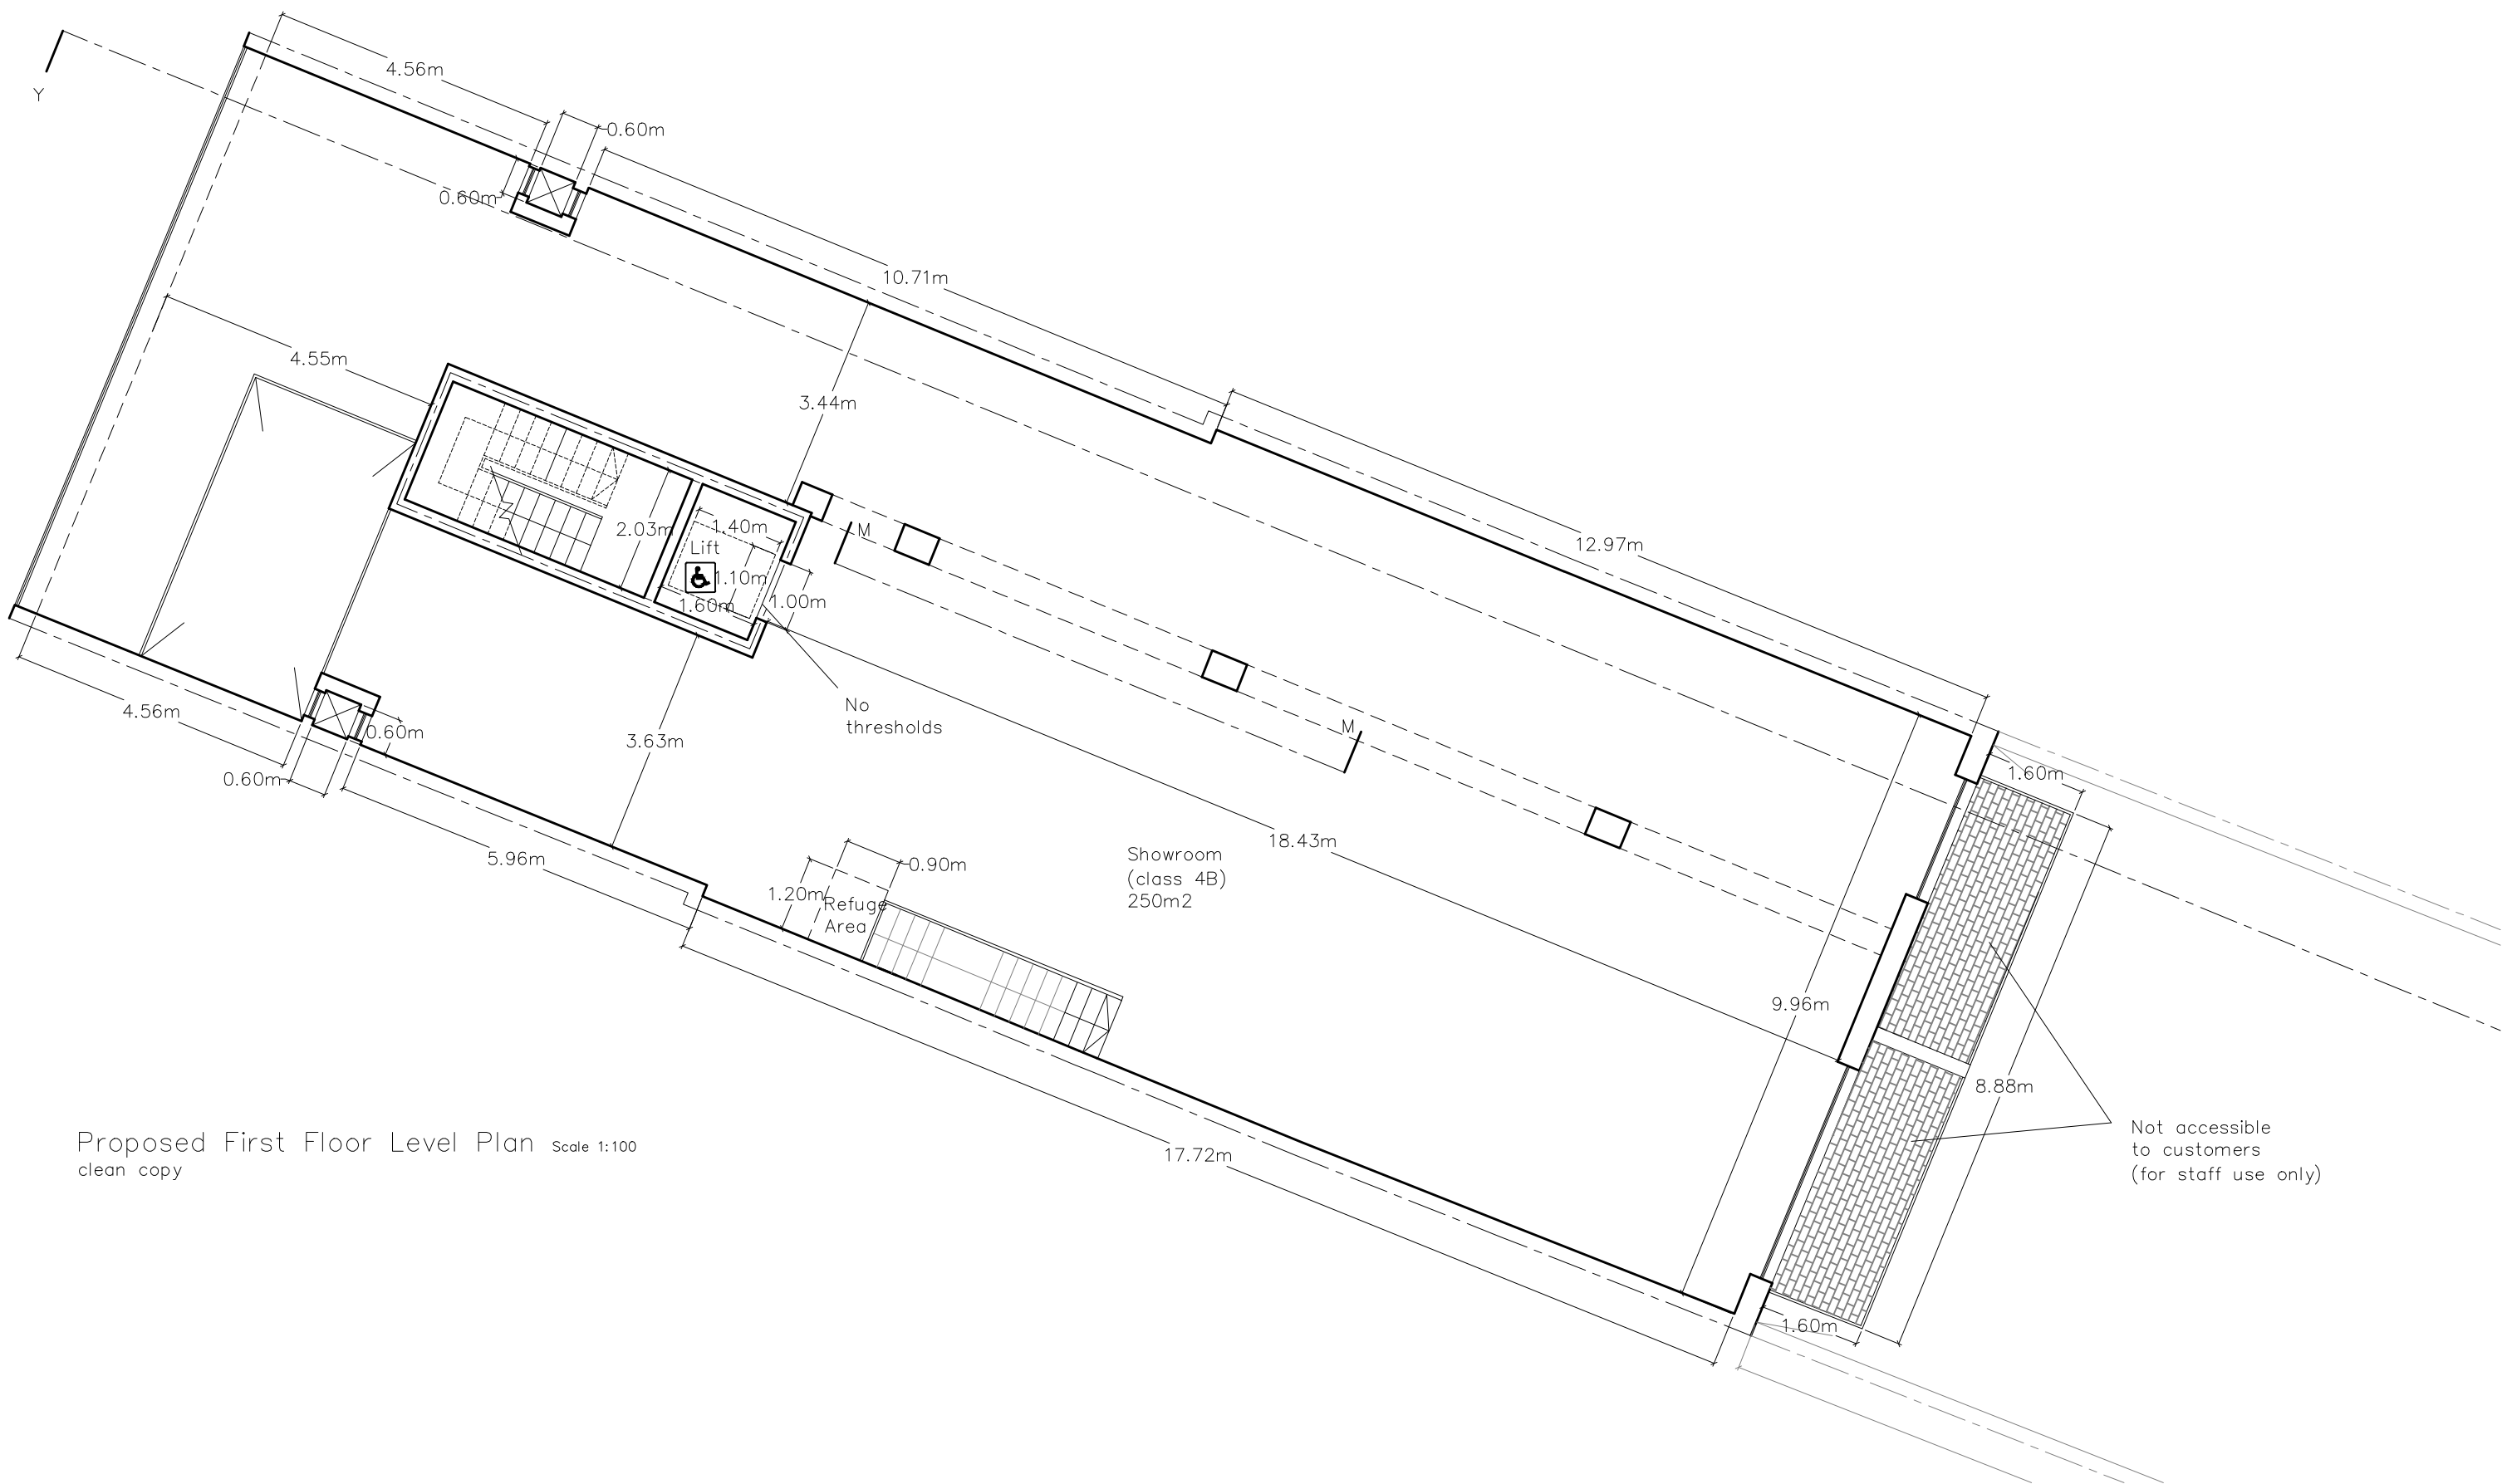 4.56m
Y
0.60m
0.60m
10.71m
4.55m
3.44m
2.03m
1.40m
M
Lift
12.97m
1.10m
1.60m
1.00m
No
thresholds
4.56m
0.60m
3.63m
M
0.60m
1.60m
5.96m
18.43m
Showroom
(class 4B)
250m2
0.90m
1.20m
Refuge
Area
9.96m
8.88m
Not accessible
to customers
(for staff use only)
17.72m
Proposed First Floor Level Plan Scale 1:100
clean copy
1.60m